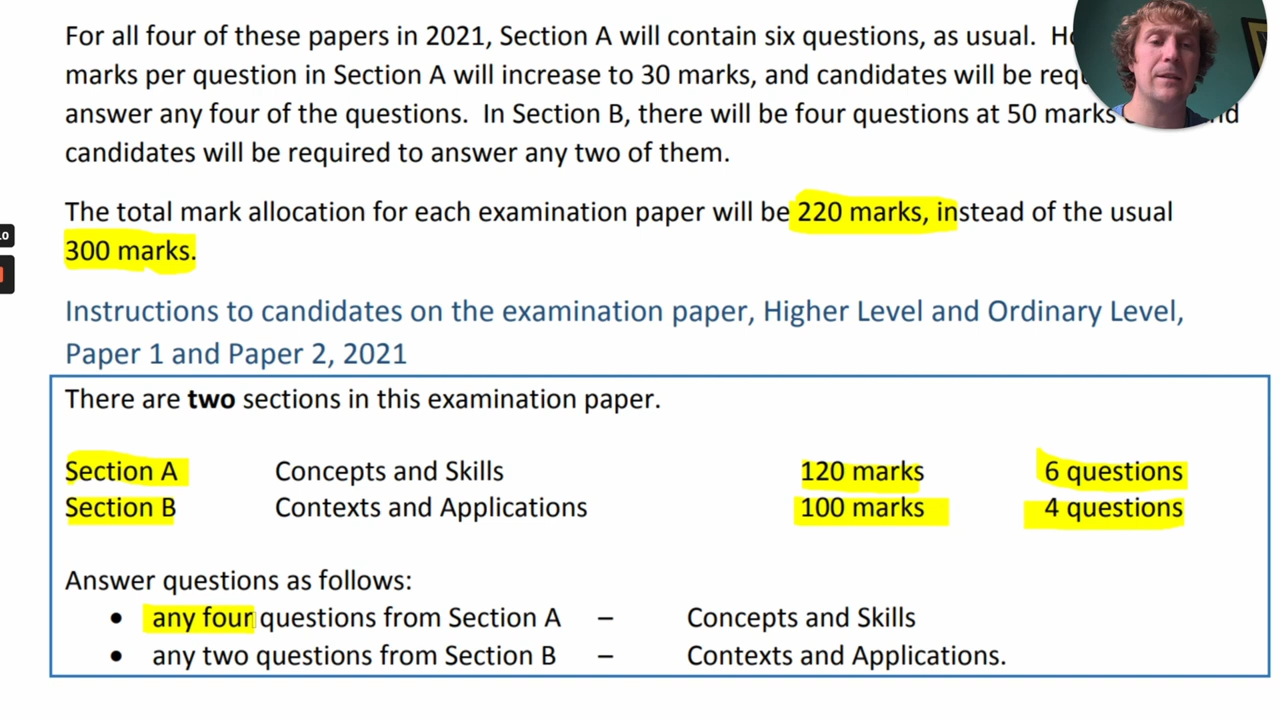 For all four of these papers in 2021, Section A will contain six questions, as usual.
marks per question in Section A will increase to 30 marks, and candidates will be
answer any four of the questions. In Section B, there will be four questions at 50 marks
candidates will be required to answer any two of them.
The total mark allocation for each examination paper will be 220 marks, instead of the usual
300 marks.
Instructions to candidates on the examination paper, Higher Level and Ordinary Level,
Paper 1 and Paper 2, 2021
There are two sections in this examination paper.
Section A Concepts and Skills 120 marks 6 questions
Section B Contexts and Applications 100 marks 4 questions
Answer questions as follows:
• any four questions from Section A – Concepts and Skills
• any two questions from Section B – Contexts and Applications.